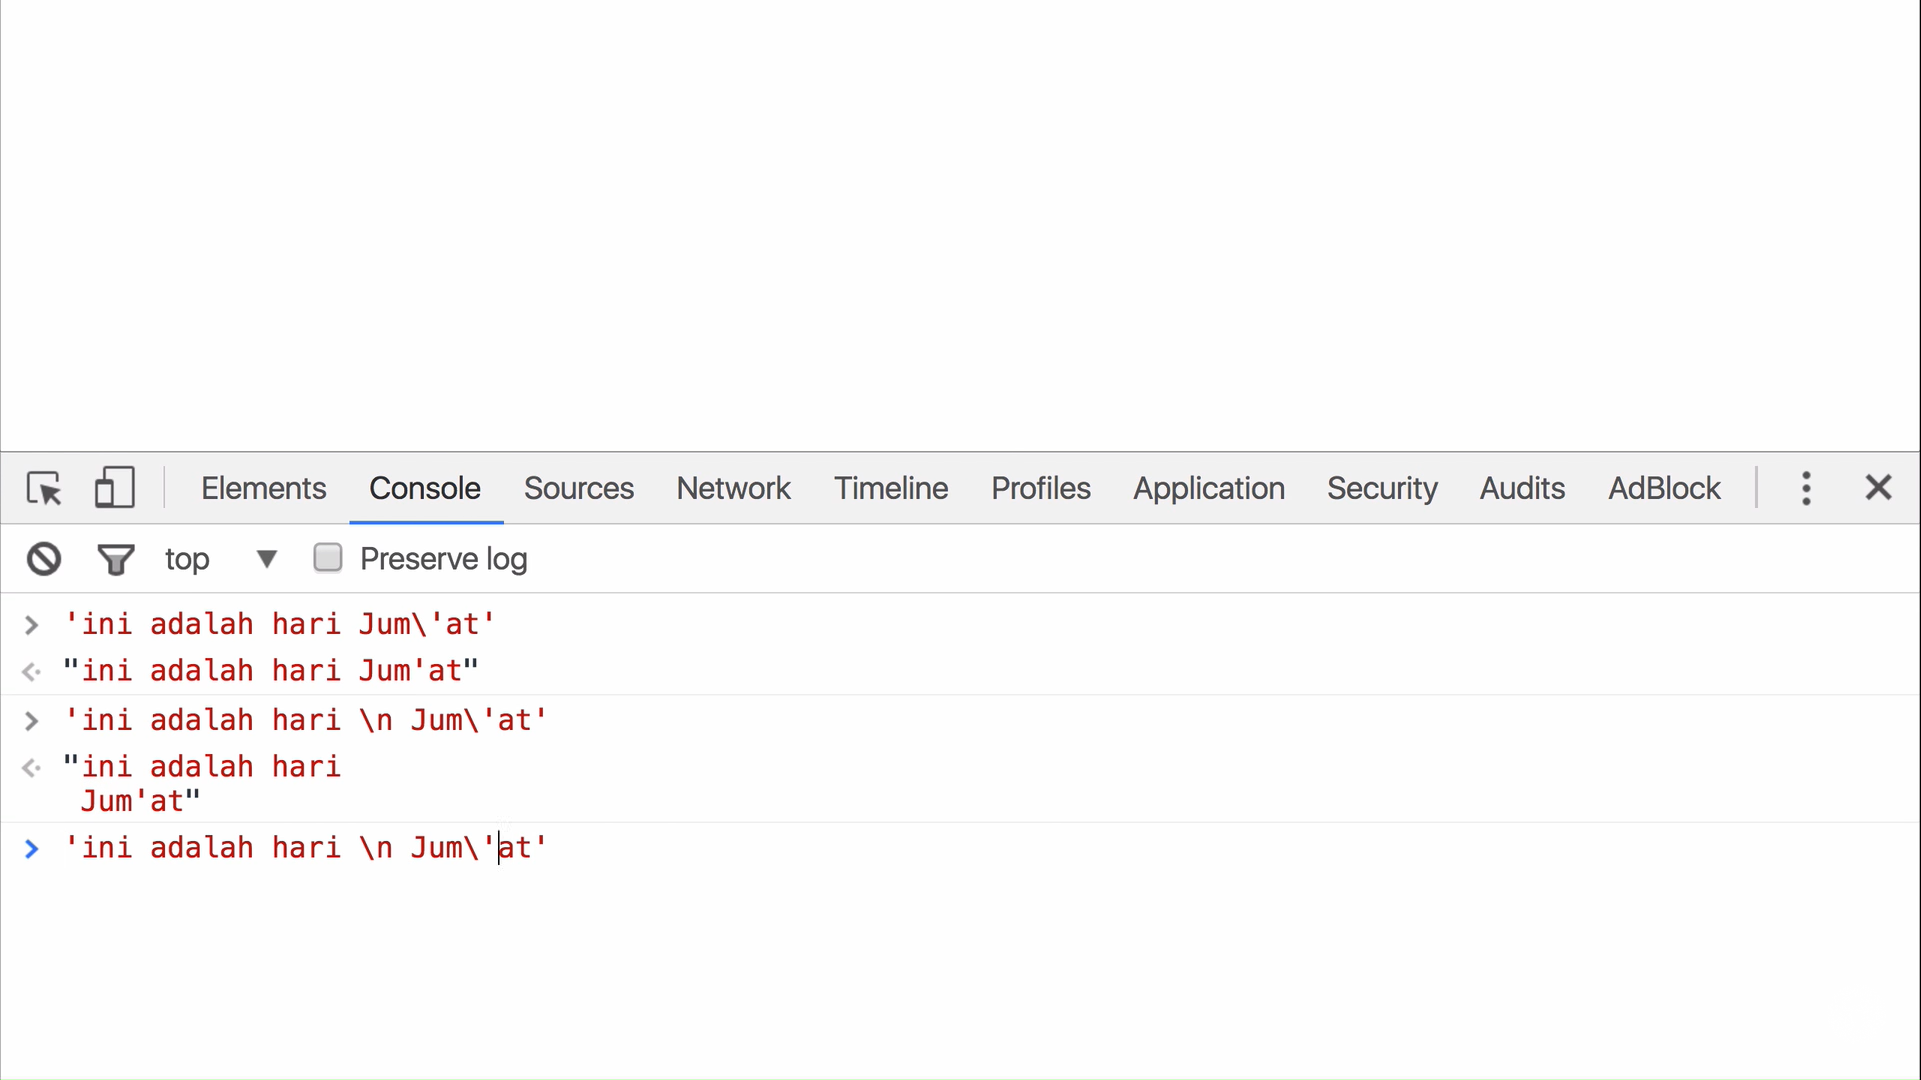 Elements Console Sources Network Timeline Profiles Application Security Audits AdBlock
top Preserve log
'ini adalah hari Jum\'at'
"ini adalah hari Jum'at"
'ini adalah hari \n Jum\'at'
"ini adalah hari
Jum'at"
'ini adalah hari \n Jum\'at'